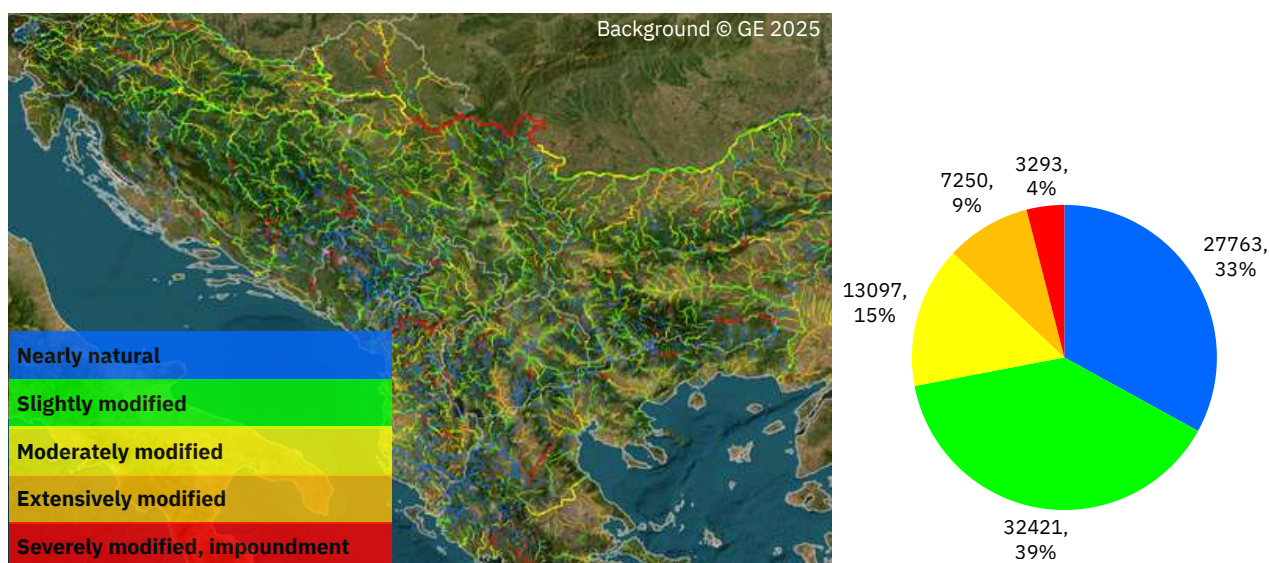 Background © GE 2025
Nearly natural
Slightly modified
Moderately modified
Extensively modified
Severely modified, impoundment
3293,
4%
7250,
9%
27763,
33%
13097,
15%
32421,
39%